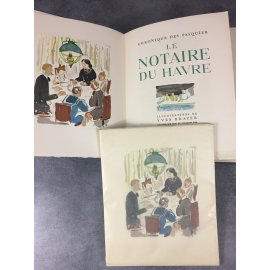 CHRONIQUE DES PASQUIER
LE
NOTAIRE
DU HAVRE
ILLUSTRATIONS DE
YVES BRAYER